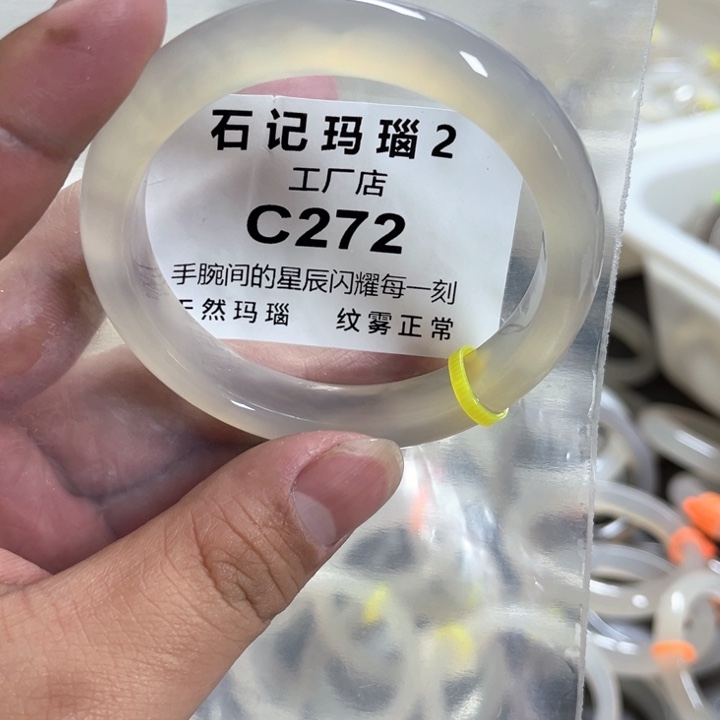 石记玛瑙2
工厂店
C272
手腕间的星辰闪耀每一刻
天然玛瑙 纹雾正常